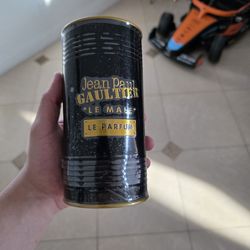 Jean Paul
GAULTIER
"LE MALE"
LE PARFUM